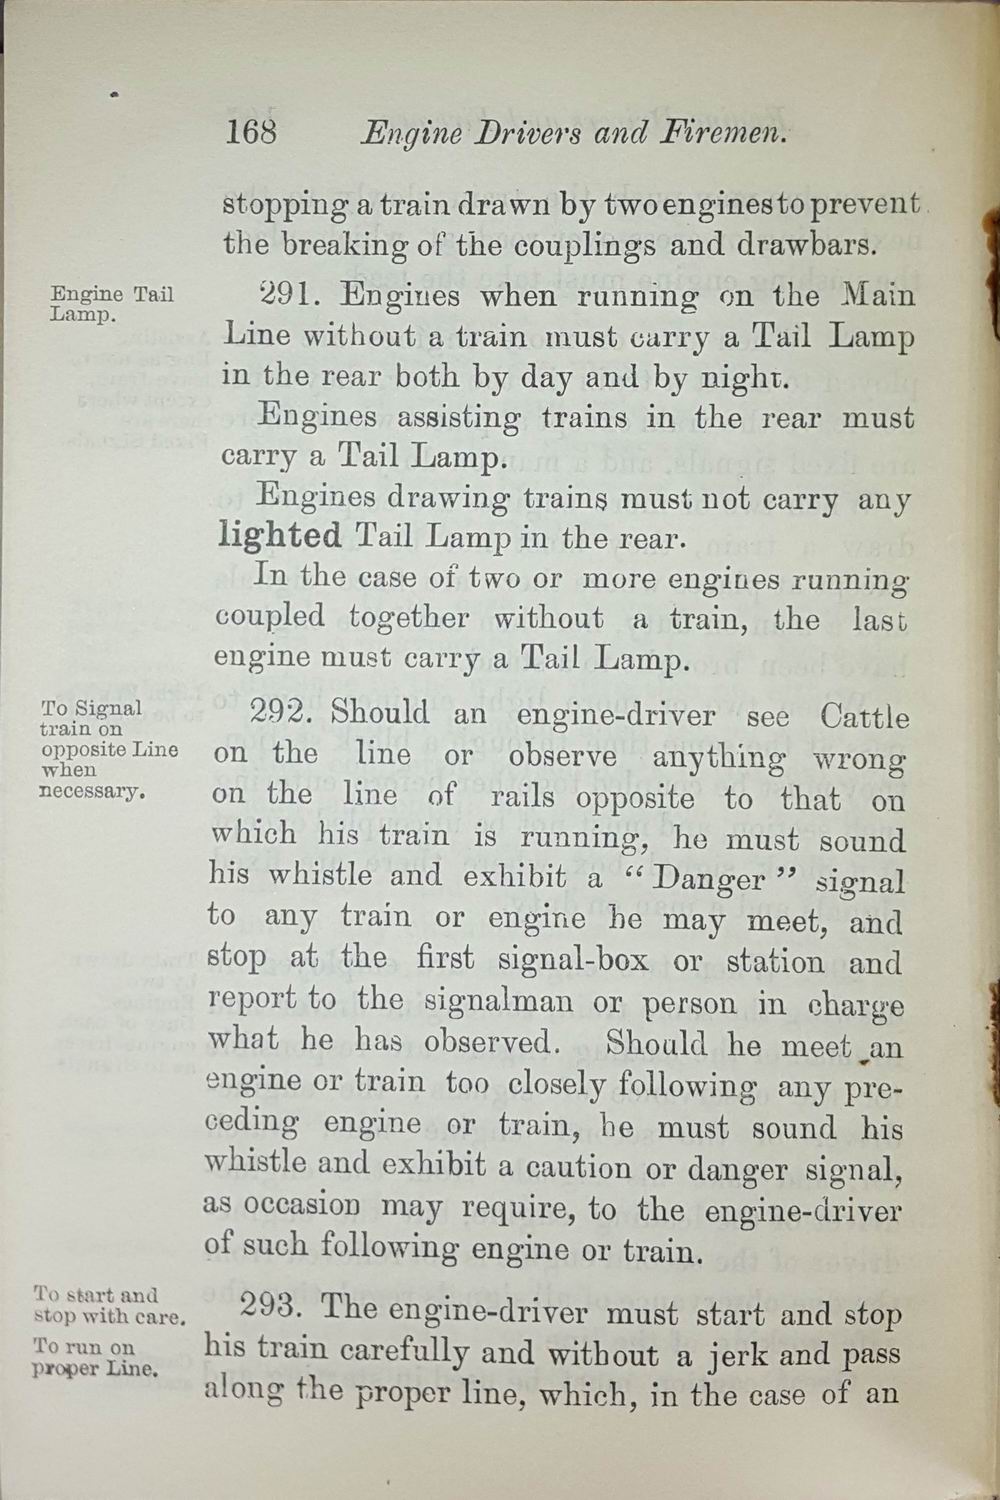 168 Engine Drivers and Firemen.
stopping a train drawn by two engines to prevent
the breaking of the couplings and drawbars.
Engine Tail
Lamp.
291. Engines when running on the Main
Line without a train must carry a Tail Lamp
in the rear both by day and by night.
Engines assisting trains in the rear must
carry a Tail Lamp.
Engines drawing trains must not carry any
lighted Tail Lamp in the rear.
In the case of two or more engines running
coupled together without a train, the last
engine must carry a Tail Lamp.
To Signal
train on
opposite Line
when
necessary.
292. Should an engine-driver see Cattle
on the line or observe anything wrong
on the line of rails opposite to that on
which his train is running, he must sound
his whistle and exhibit a “Danger” signal
to any train or engine he may meet, and
stop at the first signal-box or station and
report to the signalman or person in charge
what he has observed. Should he meet an
engine or train too closely following any pre-
ceding engine or train, he must sound his
whistle and exhibit a caution or danger signal,
as occasion may require, to the engine-driver
of such following engine or train.
To start and
stop with care.
To run on
proper Line.
293. The engine-driver must start and stop
his train carefully and without a jerk and pass
along the proper line, which, in the case of an